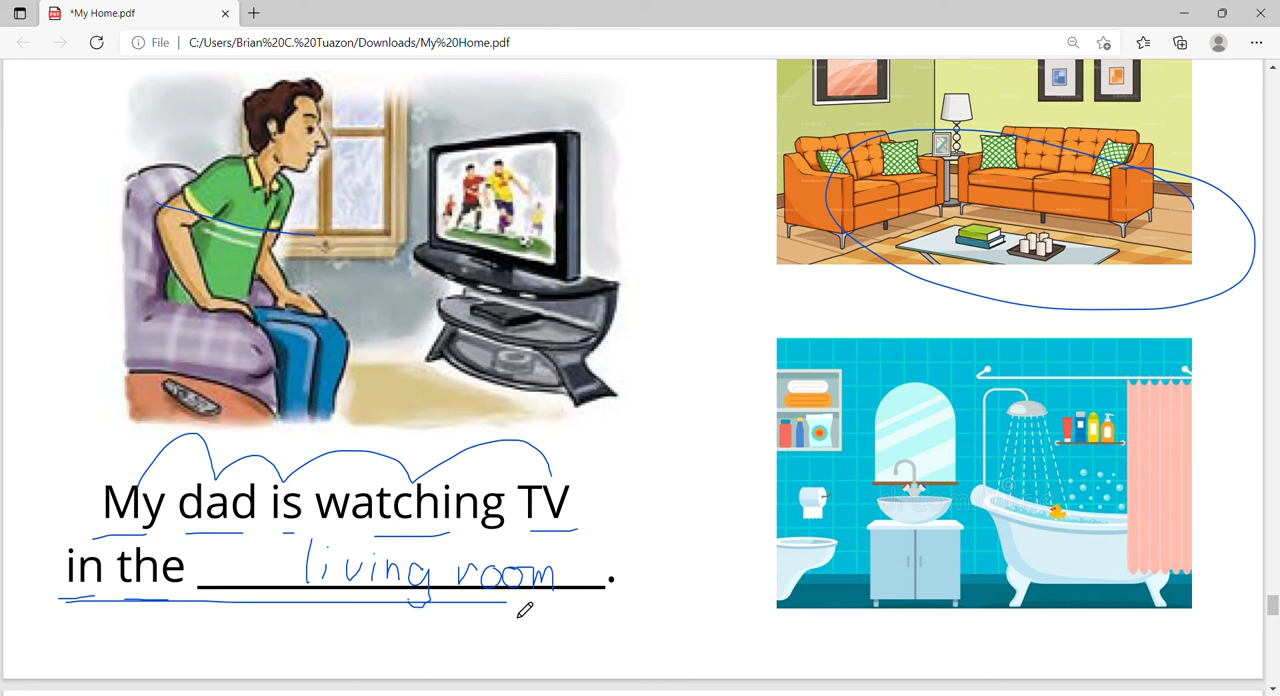 *My Home.pdf
File | C:/Users/Brian%20C.%20Tuazon/Downloads/My%20Home.pdf
My dad is watching TV
in the living room.